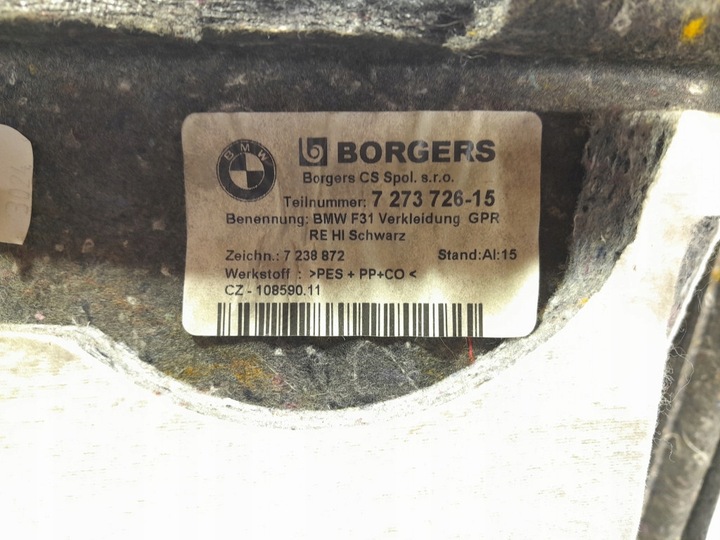 BMW
b BORGERS
Borgers CS Spol. s.r.o.
Teilnummer: 7 273 726-15
Benennung: BMW F31 Verkleidung GPR
RE HI Schwarz
Zeichn.: 7 238 872 Stand:AI:15
Werkstoff : >PES + PP+CO <
CZ - 108590.11